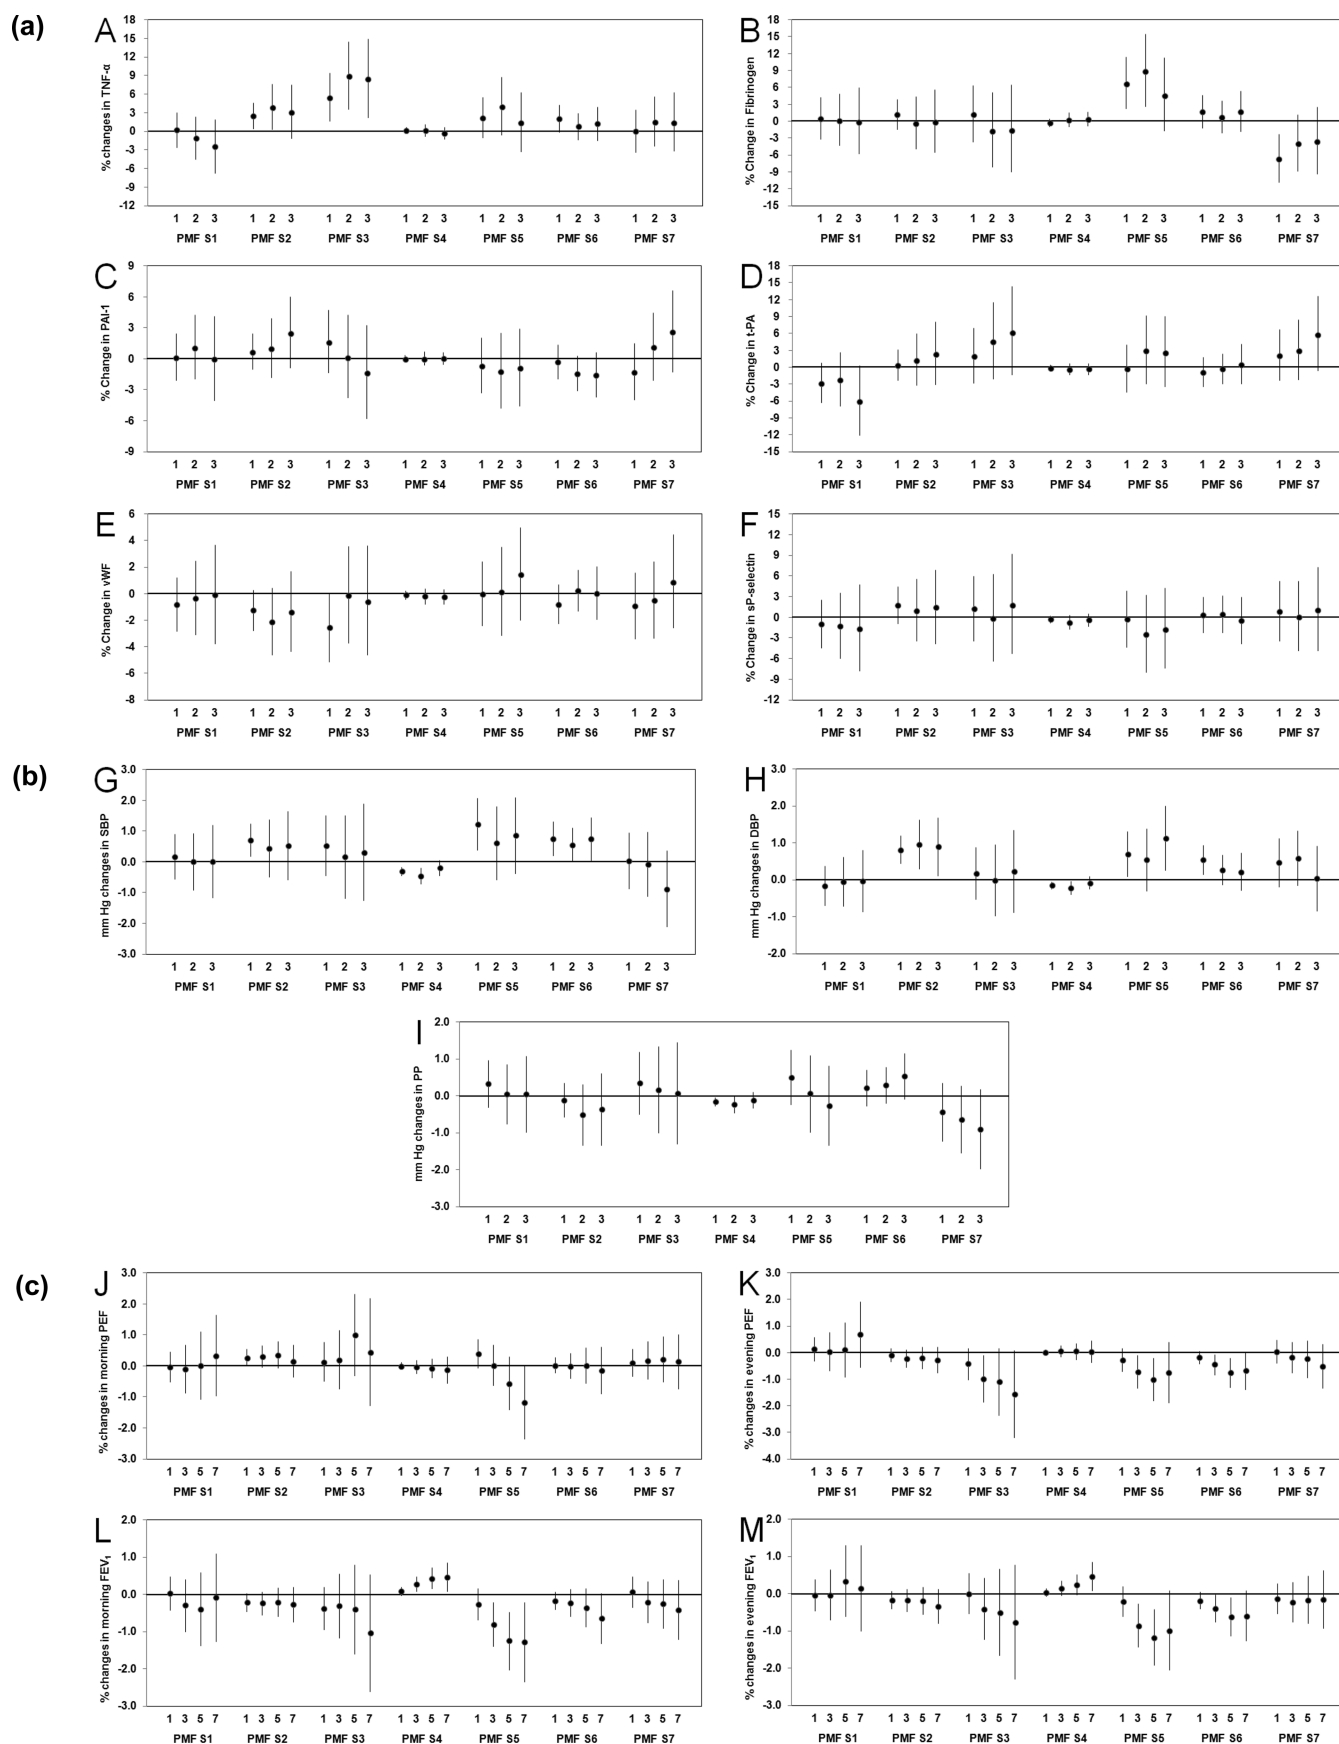 (a)
A
% changes in TNF-α
18
15
12
9
6
3
0
-3
-6
-9
-12
1 2 3 1 2 3 1 2 3 1 2 3 1 2 3 1 2 3 1 2 3
PMF S1 PMF S2 PMF S3 PMF S4 PMF S5 PMF S6 PMF S7
B
% Change in Fibrinogen
18
15
12
9
6
3
0
-3
-6
-9
-12
-15
1 2 3 1 2 3 1 2 3 1 2 3 1 2 3 1 2 3 1 2 3
PMF S1 PMF S2 PMF S3 PMF S4 PMF S5 PMF S6 PMF S7
C
% Change in PAI-1
9
6
3
0
-3
-6
-9
1 2 3 1 2 3 1 2 3 1 2 3 1 2 3 1 2 3 1 2 3
PMF S1 PMF S2 PMF S3 PMF S4 PMF S5 PMF S6 PMF S7
D
% Change in t-PA
18
15
12
9
6
3
0
-3
-6
-9
-12
-15
1 2 3 1 2 3 1 2 3 1 2 3 1 2 3 1 2 3 1 2 3
PMF S1 PMF S2 PMF S3 PMF S4 PMF S5 PMF S6 PMF S7
E
% Change in vWF
6
4
2
0
-2
-4
-6
-8
1 2 3 1 2 3 1 2 3 1 2 3 1 2 3 1 2 3 1 2 3
PMF S1 PMF S2 PMF S3 PMF S4 PMF S5 PMF S6 PMF S7
F
% Change in sP-selectin
15
12
9
6
3
0
-3
-6
-9
-12
1 2 3 1 2 3 1 2 3 1 2 3 1 2 3 1 2 3 1 2 3
PMF S1 PMF S2 PMF S3 PMF S4 PMF S5 PMF S6 PMF S7
(b)
G
mm Hg changes in SBP
3.0
2.0
1.0
0.0
-1.0
-2.0
-3.0
1 2 3 1 2 3 1 2 3 1 2 3 1 2 3 1 2 3 1 2 3
PMF S1 PMF S2 PMF S3 PMF S4 PMF S5 PMF S6 PMF S7
H
mm Hg changes in DBP
3.0
2.0
1.0
0.0
-1.0
-2.0
1 2 3 1 2 3 1 2 3 1 2 3 1 2 3 1 2 3 1 2 3
PMF S1 PMF S2 PMF S3 PMF S4 PMF S5 PMF S6 PMF S7
I
mm Hg changes in PP
2.0
1.0
0.0
-1.0
-2.0
-3.0
1 2 3 1 2 3 1 2 3 1 2 3 1 2 3 1 2 3 1 2 3
PMF S1 PMF S2 PMF S3 PMF S4 PMF S5 PMF S6 PMF S7
(c)
J
% changes in morning PEF
3.0
2.0
1.0
0.0
-1.0
-2.0
-3.0
1 3 5 7 1 3 5 7 1 3 5 7 1 3 5 7 1 3 5 7 1 3 5 7 1 3 5 7
PMF S1 PMF S2 PMF S3 PMF S4 PMF S5 PMF S6 PMF S7
K
% changes in evening PEF
3.0
2.0
1.0
0.0
-1.0
-2.0
-3.0
-4.0
1 3 5 7 1 3 5 7 1 3 5 7 1 3 5 7 1 3 5 7 1 3 5 7 1 3 5 7
PMF S1 PMF S2 PMF S3 PMF S4 PMF S5 PMF S6 PMF S7
L
% changes in morning FEV₁
2.0
1.0
0.0
-1.0
-2.0
-3.0
1 3 5 7 1 3 5 7 1 3 5 7 1 3 5 7 1 3 5 7 1 3 5 7 1 3 5 7
PMF S1 PMF S2 PMF S3 PMF S4 PMF S5 PMF S6 PMF S7
M
% changes in evening FEV₁
2.0
1.0
0.0
-1.0
-2.0
-3.0
1 3 5 7 1 3 5 7 1 3 5 7 1 3 5 7 1 3 5 7 1 3 5 7 1 3 5 7
PMF S1 PMF S2 PMF S3 PMF S4 PMF S5 PMF S6 PMF S7